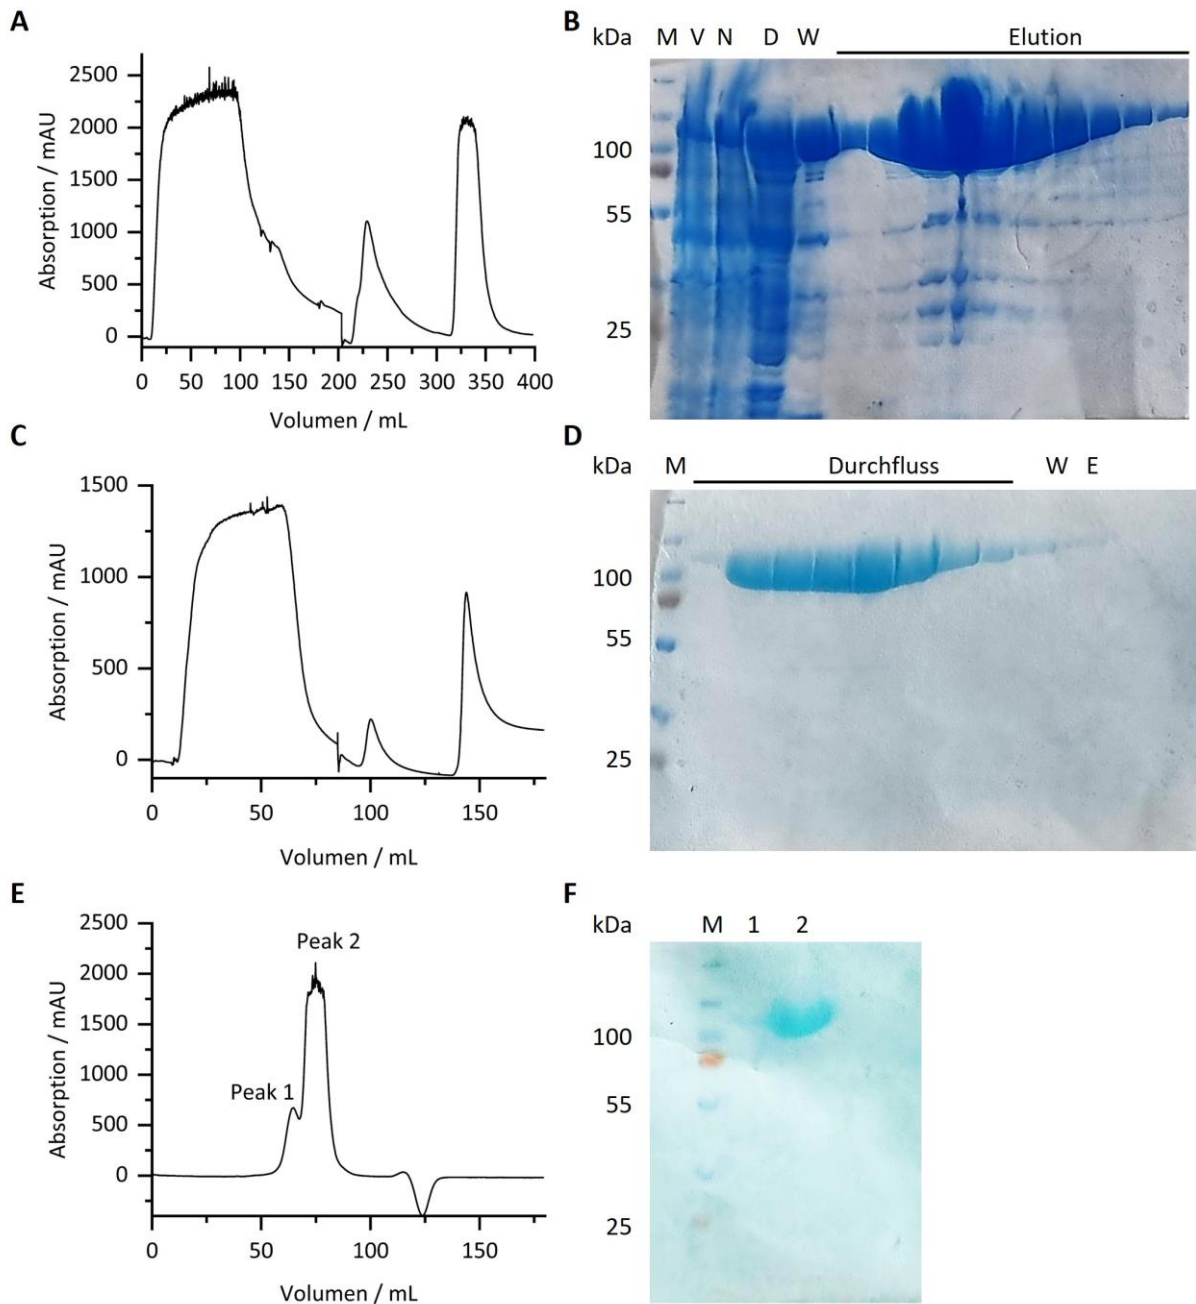 A
2500
2000
1500
1000
500
0
Absorption / mAU
0 50 100 150 200 250 300 350 400
Volumen / mL
B
kDa M V N D W Elution
100
55
25
C
1500
1000
500
0
Absorption / mAU
0 50 100 150
Volumen / mL
D
kDa M Durchfluss W E
100
55
25
E
2500
2000
1500
1000
500
0
Absorption / mAU
Peak 2
Peak 1
0 50 100 150
Volumen / mL
F
kDa M 1 2
100
55
25